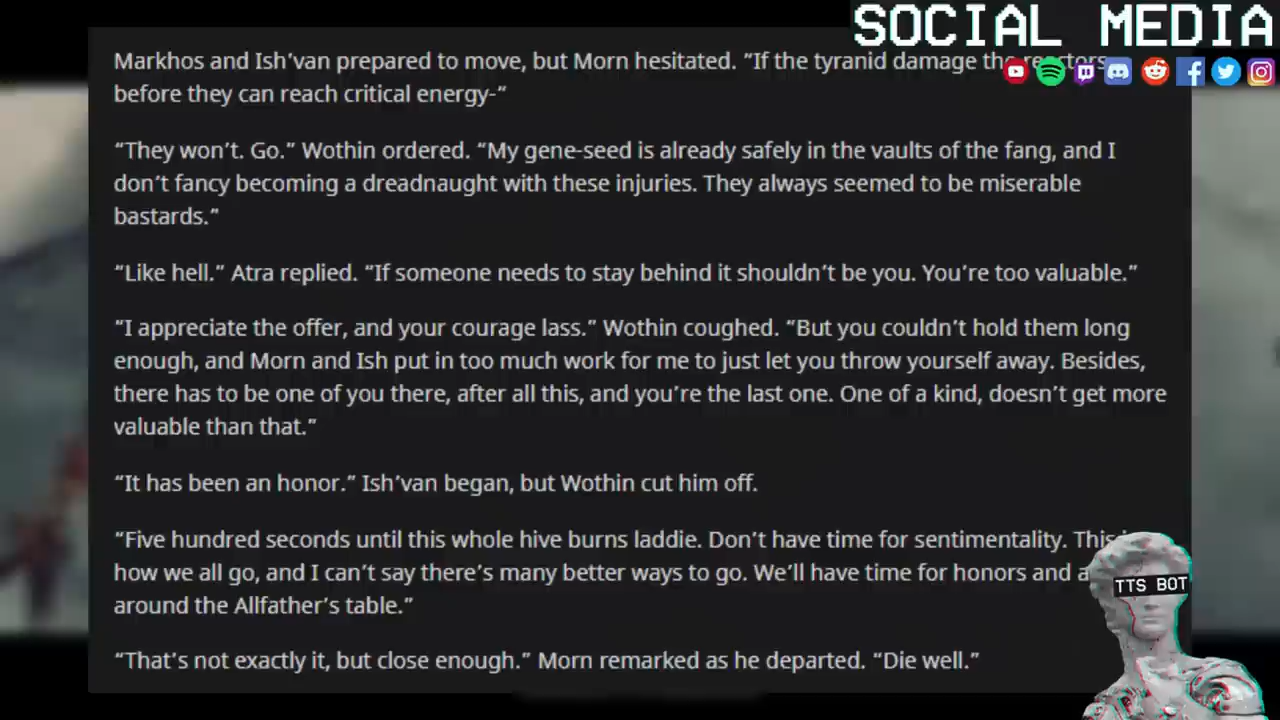 SOCIAL MEDIA
Markhos and Ish’van prepared to move, but Morn hesitated. “If the tyranid damage the reactors
before they can reach critical energy-“
“They won’t. Go.” Wothin ordered. “My gene-seed is already safely in the vaults of the fang, and I
don’t fancy becoming a dreadnaught with these injuries. They always seemed to be miserable
bastards.”
“Like hell.” Atra replied. “If someone needs to stay behind it shouldn’t be you. You’re too valuable.”
“I appreciate the offer, and your courage lass.” Wothin coughed. “But you couldn’t hold them long
enough, and Morn and Ish put in too much work for me to just let you throw yourself away. Besides,
there has to be one of you there, after all this, and you’re the last one. One of a kind, doesn’t get more
valuable than that.”
“It has been an honor.” Ish’van began, but Wothin cut him off.
“Five hundred seconds until this whole hive burns laddie. Don’t have time for sentimentality. This
how we all go, and I can’t say there’s many better ways to go. We’ll have time for honors and
around the Allfather’s table.”
“That’s not exactly it, but close enough.” Morn remarked as he departed. “Die well.”
TTS BOT